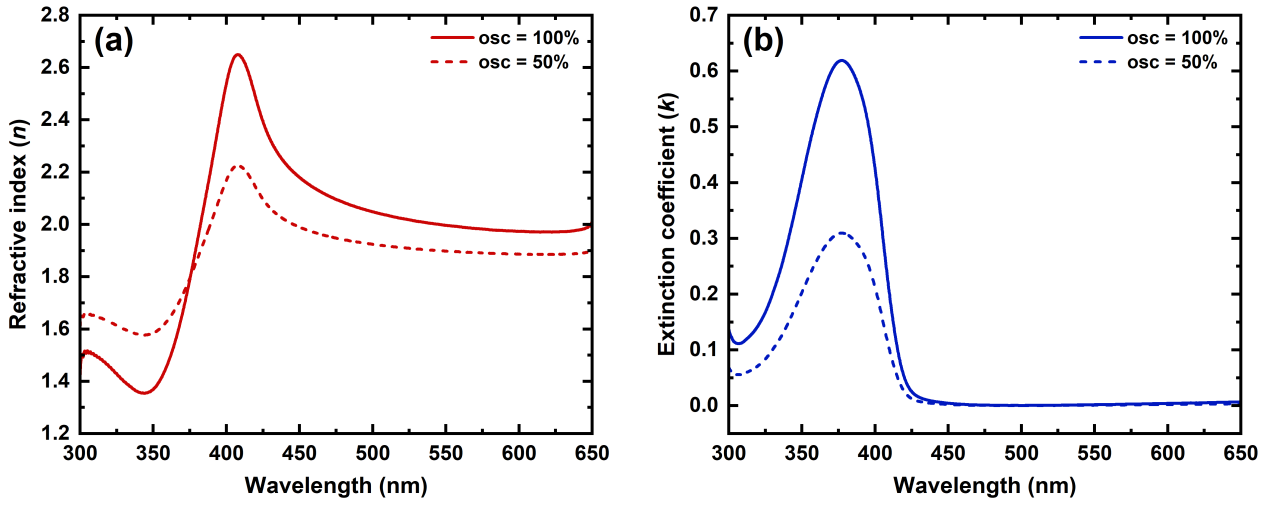 (a)
osc = 100%
osc = 50%
Refractive index (n)
2.8
2.6
2.4
2.2
2.0
1.8
1.6
1.4
1.2
300 350 400 450 500 550 600 650
Wavelength (nm)
(b)
osc = 100%
osc = 50%
Extinction coefficient (k)
0.7
0.6
0.5
0.4
0.3
0.2
0.1
0.0
300 350 400 450 500 550 600 650
Wavelength (nm)